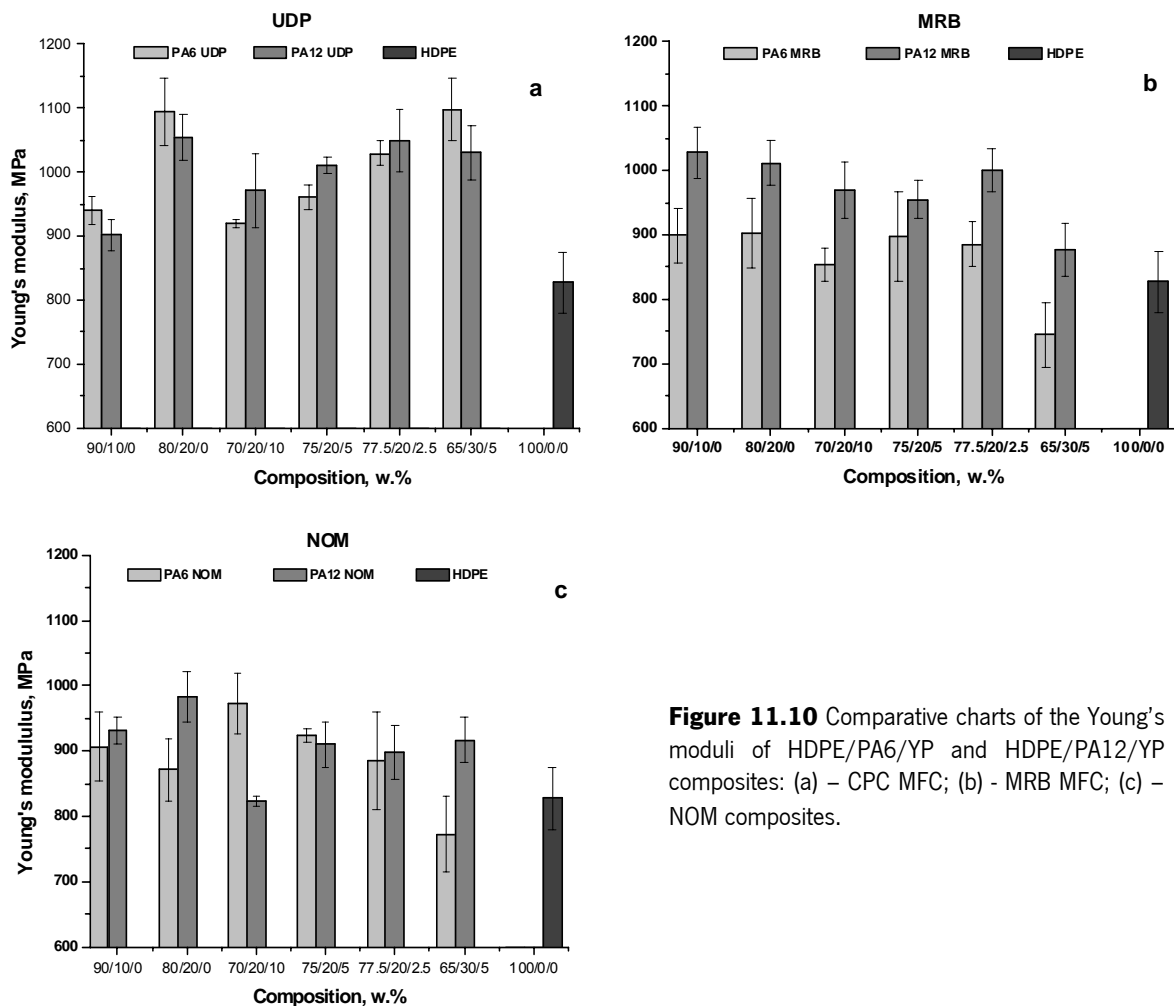 UDP
PA6 UDP PA12 UDP HDPE
a
1200
1100
1000
900
800
700
600
Young's modulus, MPa
90/10/0 80/20/0 70/20/10 75/20/5 77.5/20/2.5 65/30/5 100/0/0
Composition, w.%
MRB
PA6 MRB PA12 MRB HDPE
b
1200
1100
1000
900
800
700
600
90/10/0 80/20/0 70/20/10 75/20/5 77.5/20/2.5 65/30/5 100/0/0
Composition, w.%
NOM
PA6 NOM PA12 NOM HDPE
c
1200
1100
1000
900
800
700
600
Young's modululus, MPa
90/10/0 80/20/0 70/20/10 75/20/5 77.5/20/2.5 65/30/5 100/0/0
Composition, w.%
Figure 11.10 Comparative charts of the Young's
moduli of HDPE/PA6/YP and HDPE/PA12/YP
composites: (a) – CPC MFC; (b) - MRB MFC; (c) –
NOM composites.